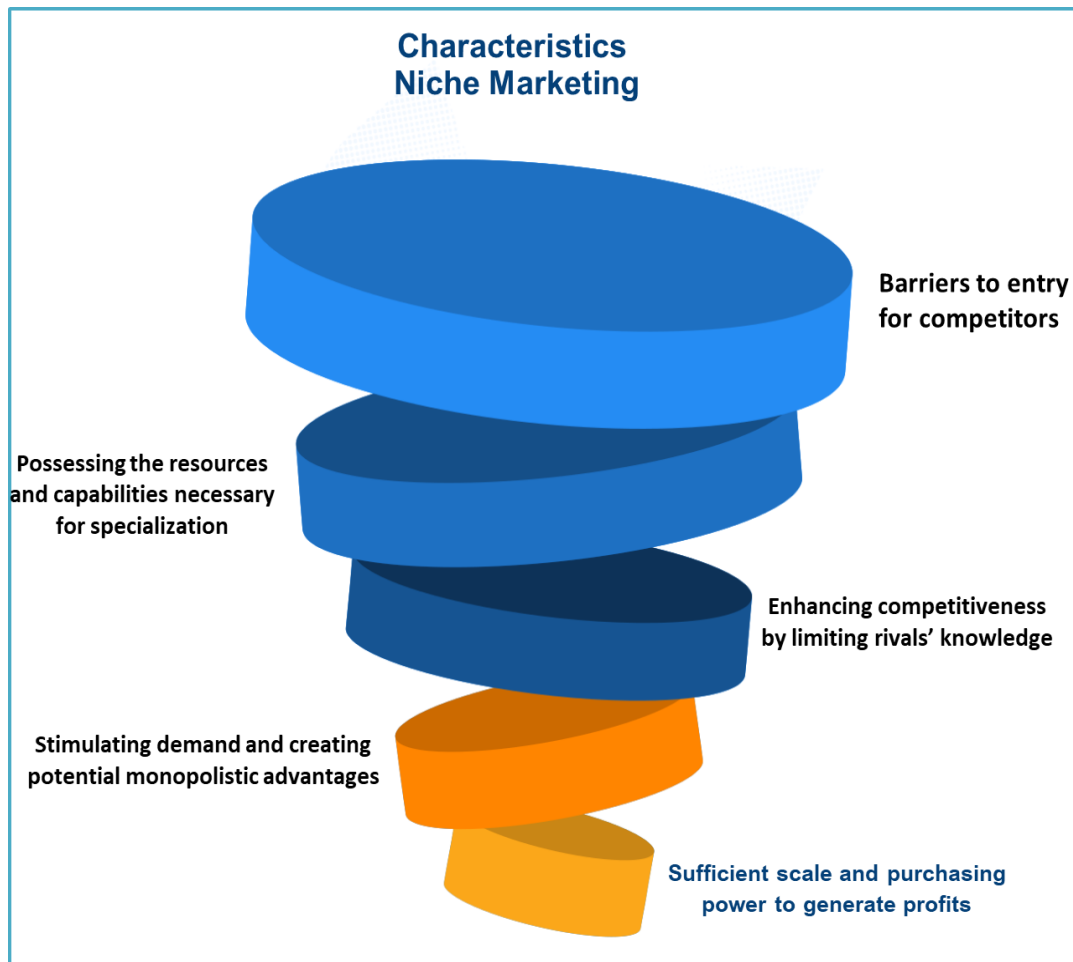 Characteristics
Niche Marketing
Barriers to entry
for competitors
Possessing the resources
and capabilities necessary
for specialization
Enhancing competitiveness
by limiting rivals’ knowledge
Stimulating demand and creating
potential monopolistic advantages
Sufficient scale and purchasing
power to generate profits